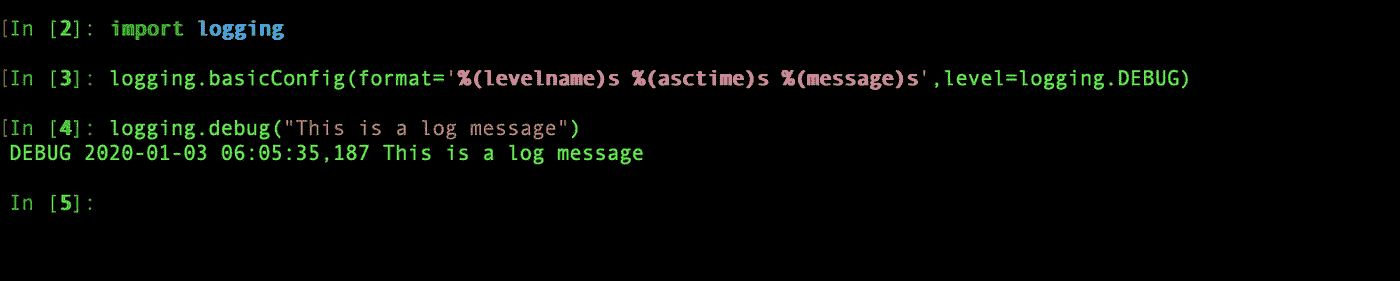 [In [2]: import logging
[In [3]: logging.basicConfig(format='%(levelname)s %(asctime)s %(message)s',level=logging.DEBUG)
[In [4]: logging.debug("This is a log message")
DEBUG 2020-01-03 06:05:35,187 This is a log message
In [5]: